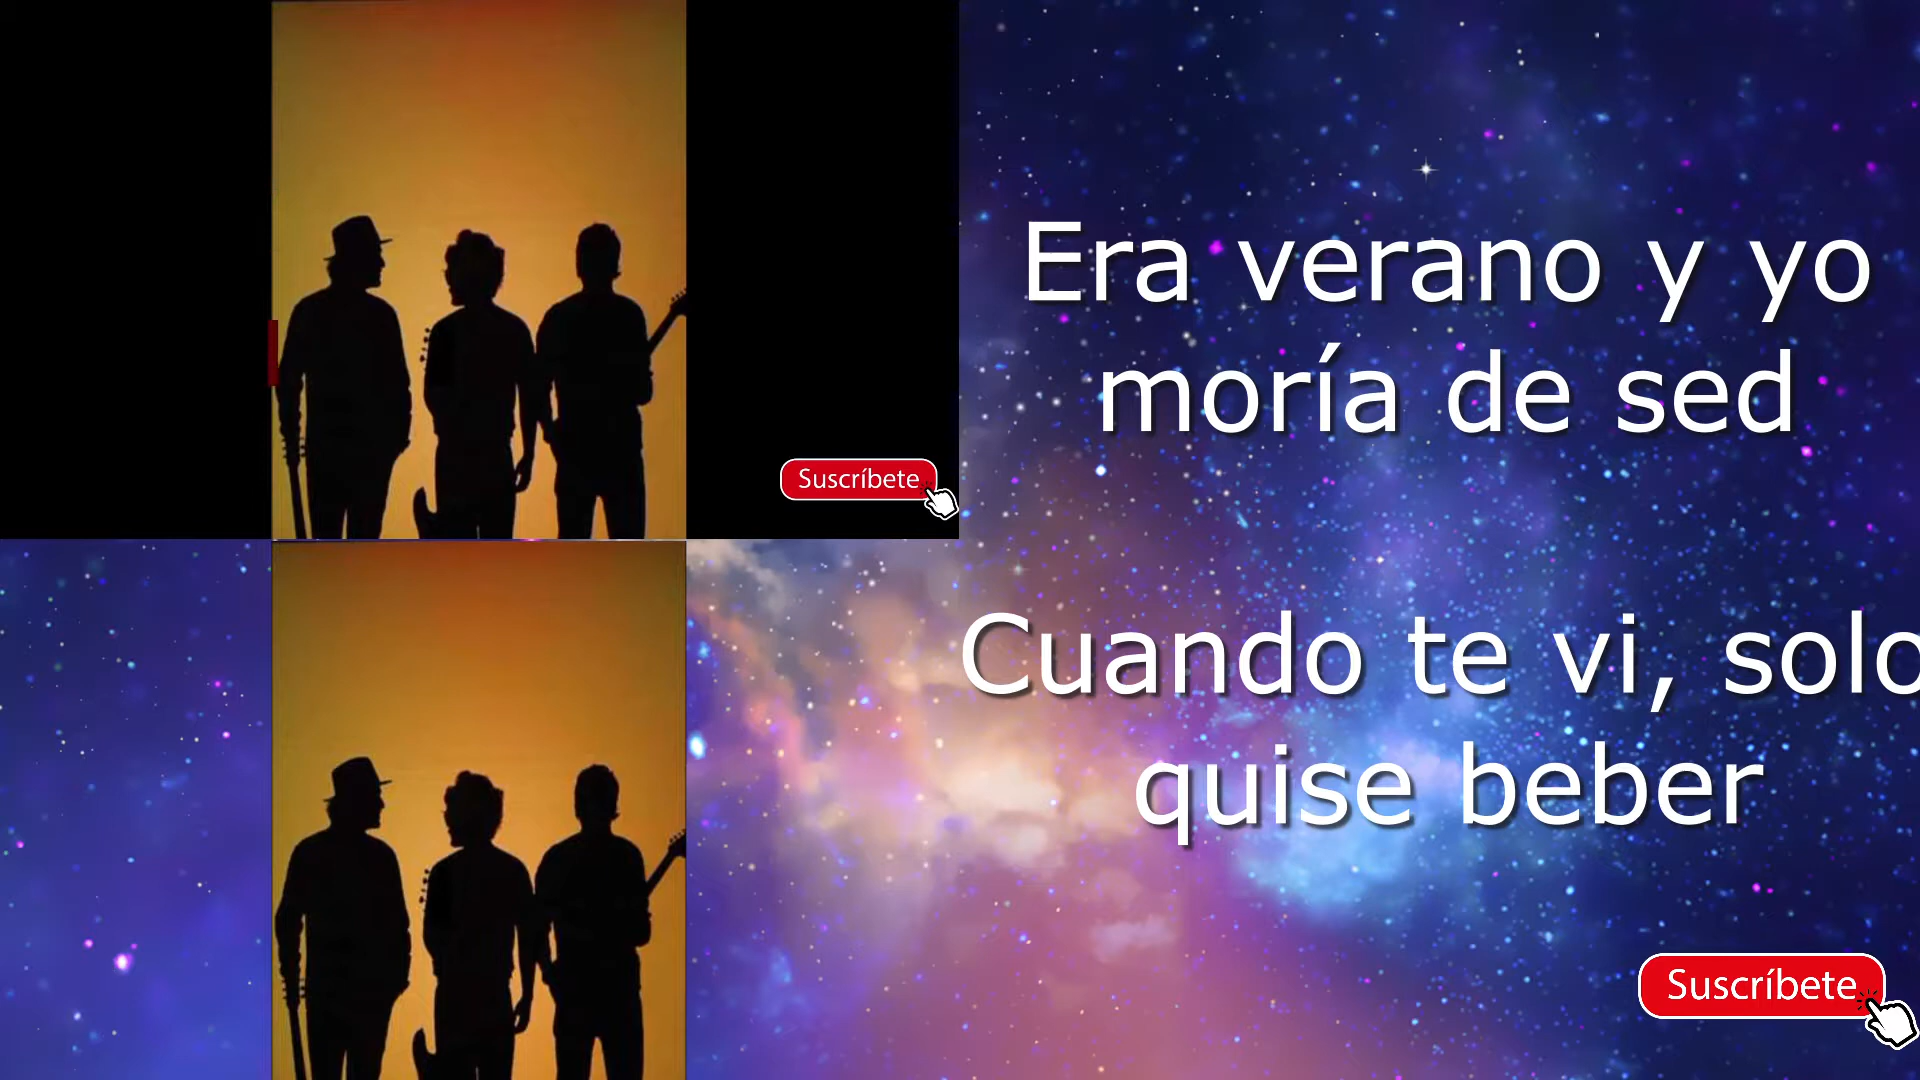 Era verano y yo
moría de sed
Suscríbete
Cuando te vi, solo
quise beber
Suscríbete